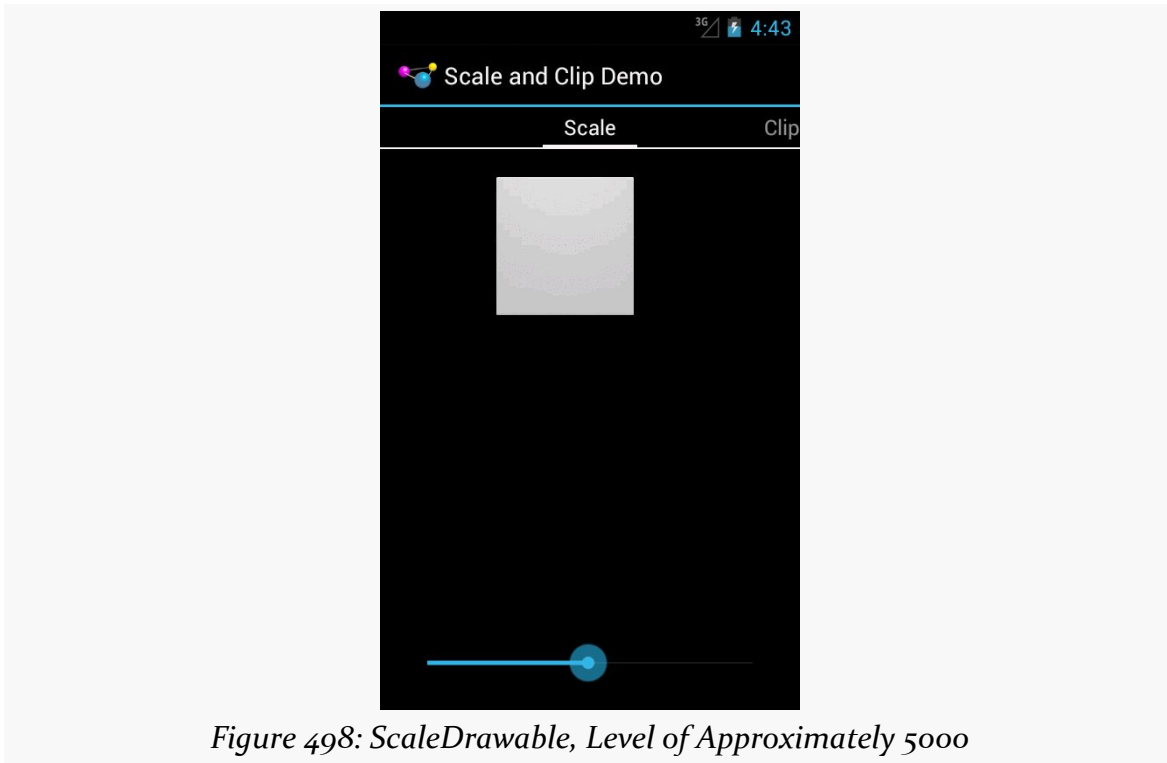 3G 4:43
Scale and Clip Demo
Scale Clip
Figure 498: ScaleDrawable, Level of Approximately 5000